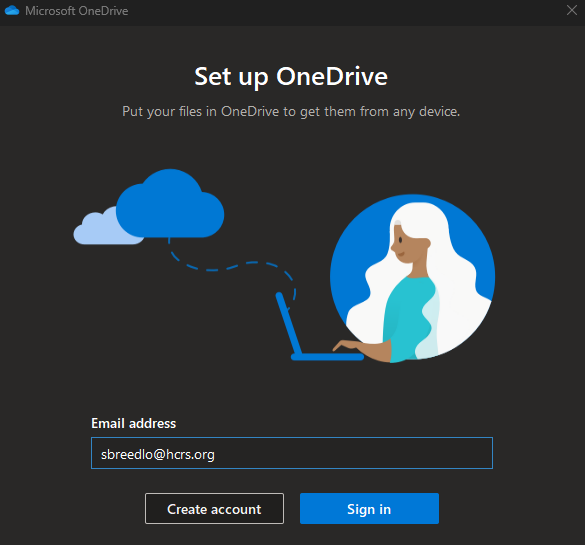 Microsoft OneDrive
Set up OneDrive
Put your files in OneDrive to get them from any device.
Email address
sbreedlo@hcrs.org
Create account
Sign in